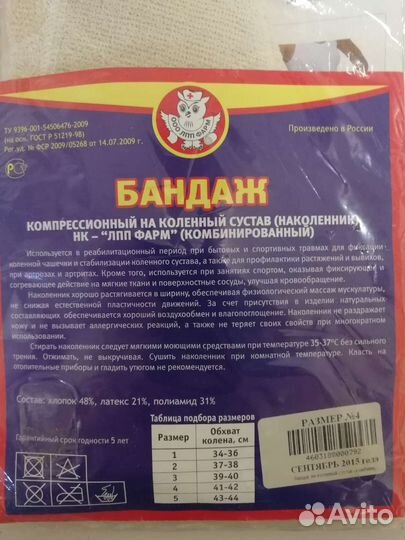 ТУ 9396-001-54506476-2009
(на осн. ГОСТ Р 51219-98)
Рег.уд. № ФСР 2009/05268 от 14.07.2009 г.
ООО ЛПП ФАРМ
Произведено в России
БАНДАЖ
КОМПРЕССИОННЫЙ НА КОЛЕННЫЙ СУСТАВ (НАКОЛЕННИК)
НК – "ЛПП ФАРМ" (КОМБИНИРОВАННЫЙ)
Используется в реабилитационный период при бытовых и спортивных травмах для фиксации
коленной чашечки и стабилизации коленного сустава, а также для профилактики растяжений и вывихов,
при артрозах и артритах. Кроме того, используется при занятиях спортом, оказывая фиксирующее и
согревающее действие на мягкие ткани и поверхностные сосуды, улучшая кровообращение.
Наколенник хорошо растягивается в ширину, обеспечивая физиологический массаж мускулатуры,
не снижая естественной пластичности движений. За счет присутствия в изделии натуральных
составляющих обеспечивается хороший воздухообмен и влагопоглощение. Наколенник не раздражает
кожу и не вызывает аллергических реакций, а также не теряет своих свойств при многократном
использовании.
Стирать наколенник следует мягкими моющими средствами при температуре 35-37°C без сильного
трения. Отжимать, не выкручивая. Сушить наколенник при комнатной температуре. Класть на
отопительные приборы и гладить утюгом не рекомендуется.
Состав: хлопок 48%, латекс 21%, полиамид 31%
Таблица подбора размеров
Гарантийный срок годности 5 лет
Размер Обхват колена, см
1 34-36
2 37-38
3 39-40
4 41-42
5 43-44
РАЗМЕР №4
4603109000292
СЕНТЯБРЬ 2015 года
Avito